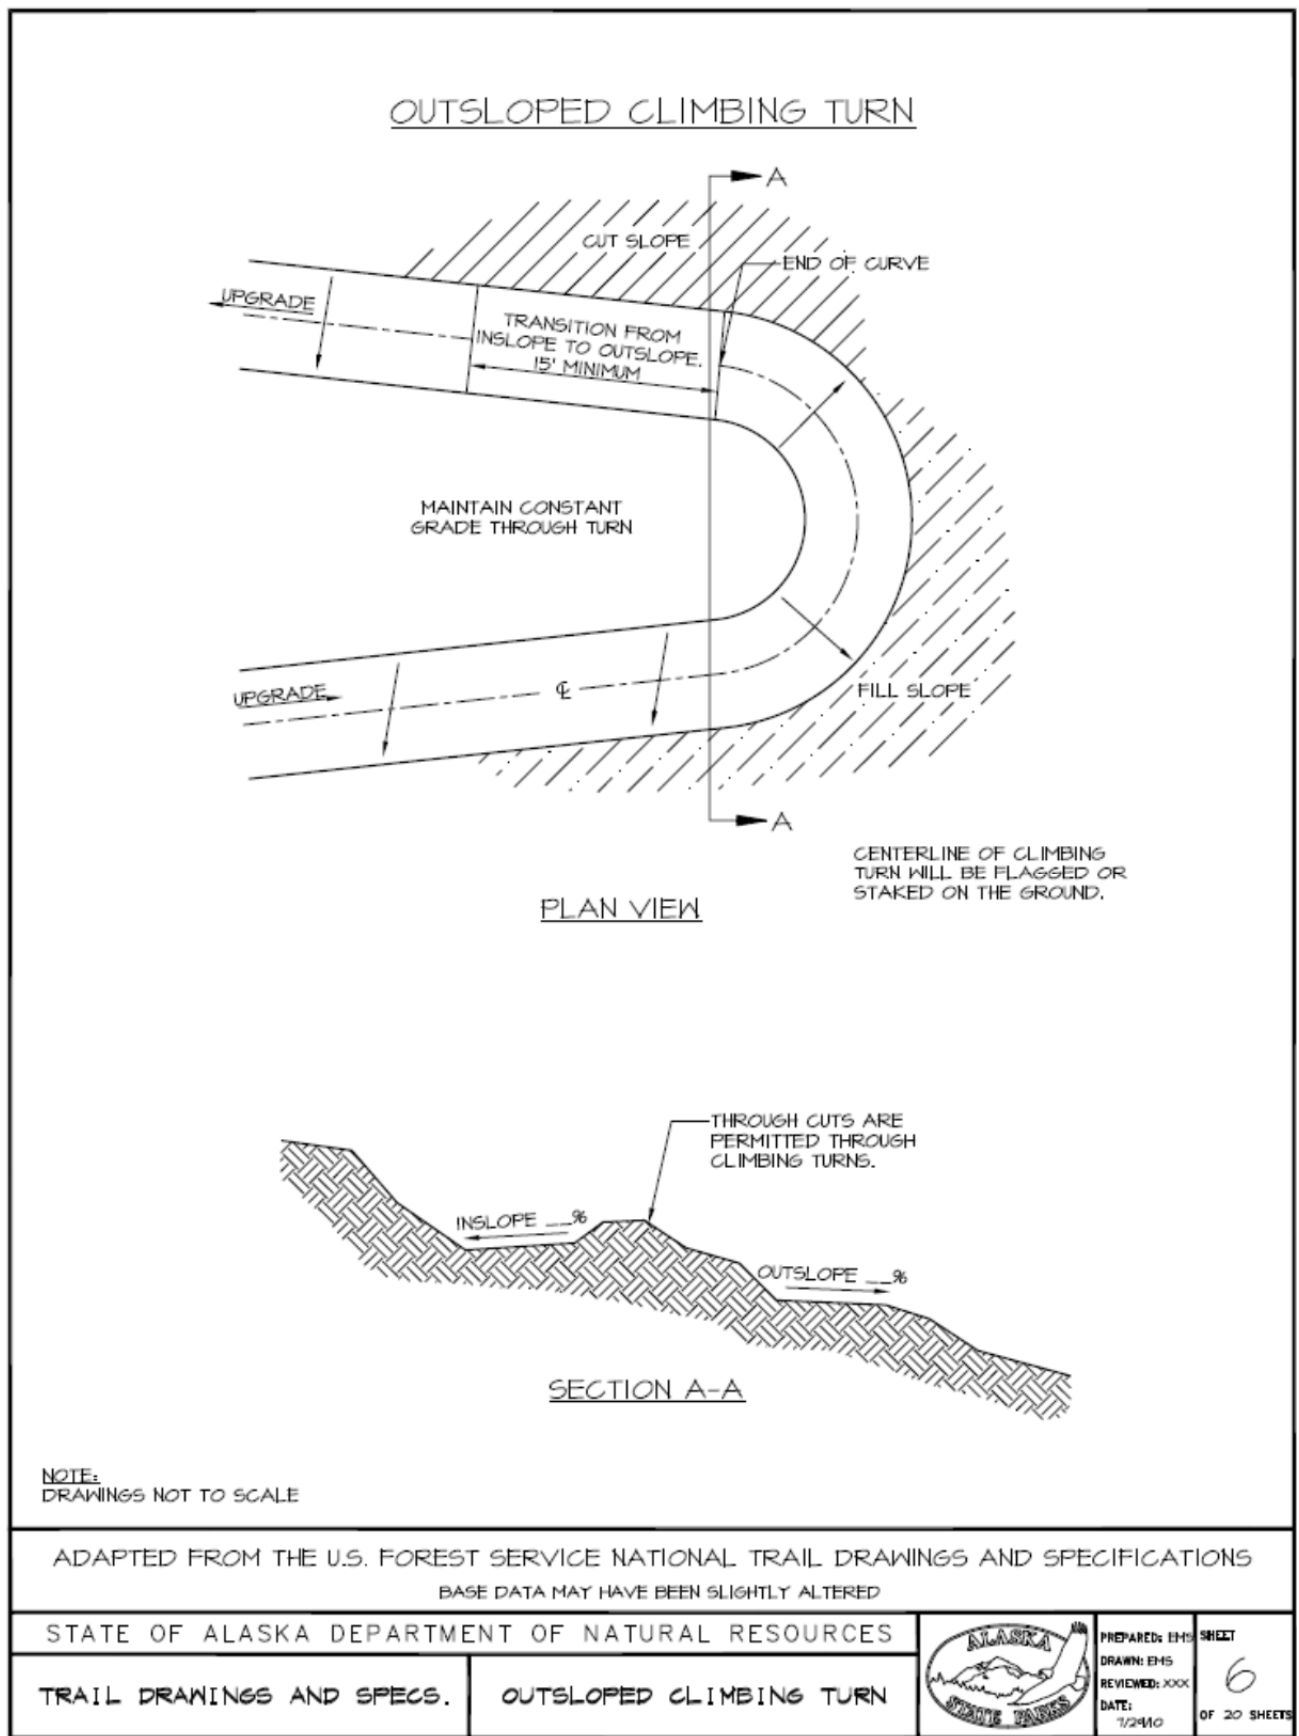 OUTSLOPED CLIMBING TURN
A
CUT SLOPE
END OF CURVE
UPGRADE
TRANSITION FROM
INSLOPE TO OUTSLOPE.
15' MINIMUM
MAINTAIN CONSTANT
GRADE THROUGH TURN
℄
UPGRADE
FILL SLOPE
A
CENTERLINE OF CLIMBING
TURN WILL BE FLAGGED OR
STAKED ON THE GROUND.
PLAN VIEW
THROUGH CUTS ARE
PERMITTED THROUGH
CLIMBING TURNS.
INSLOPE __%
OUTSLOPE __%
SECTION A-A
NOTE:
DRAWINGS NOT TO SCALE
ADAPTED FROM THE U.S. FOREST SERVICE NATIONAL TRAIL DRAWINGS AND SPECIFICATIONS
BASE DATA MAY HAVE BEEN SLIGHTLY ALTERED
STATE OF ALASKA DEPARTMENT OF NATURAL RESOURCES
TRAIL DRAWINGS AND SPECS.
OUTSLOPED CLIMBING TURN
ALASKA
STATE PARKS
PREPARED: EMS
DRAWN: EMS
REVIEWED: XXX
DATE:
SHEET
6
OF 20 SHEETS